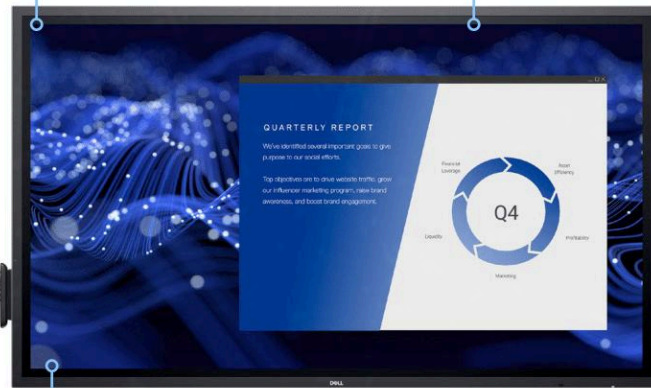 QUARTERLY REPORT
We've identified several important goals to give
purpose to our social efforts.
Top objectives are to drive website traffic, grow
our influencer marketing program, raise brand
awareness, and boost brand engagement.
Financial
Leverage
Asset
Efficiency
Q4
Liquidity
Profitability
Marketing
DELL